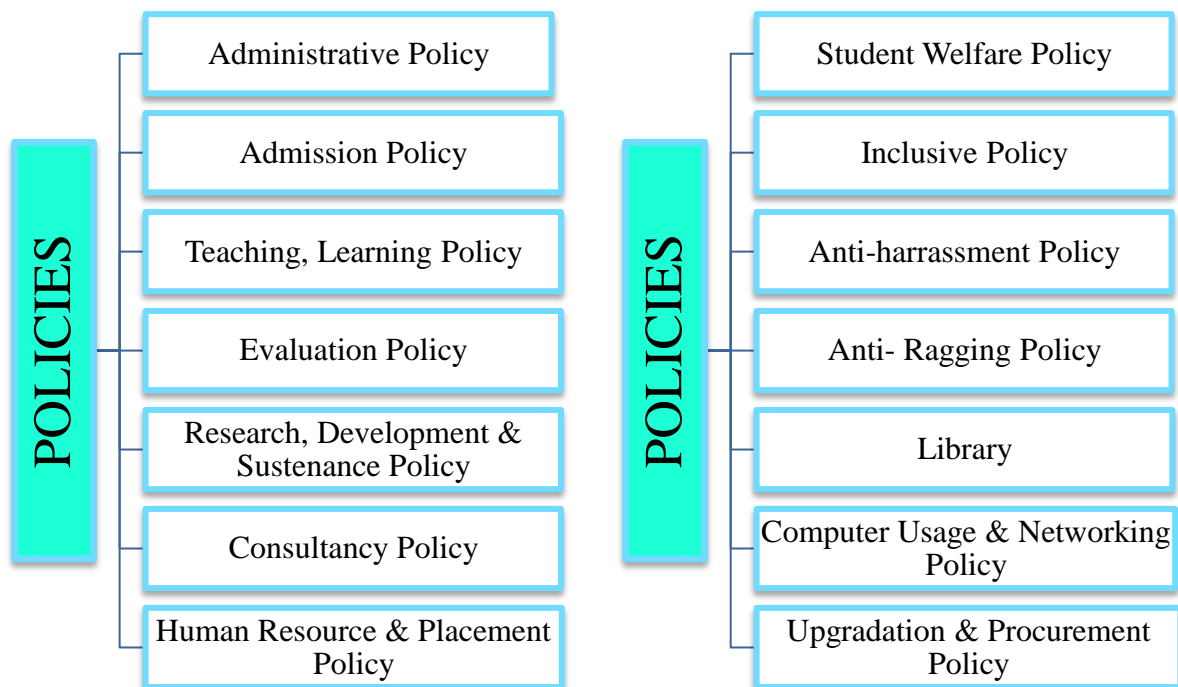 POLICIES
Administrative Policy
Admission Policy
Teaching, Learning Policy
Evaluation Policy
Research, Development &
Sustenance Policy
Consultancy Policy
Human Resource & Placement
Policy
POLICIES
Student Welfare Policy
Inclusive Policy
Anti-harrassment Policy
Anti- Ragging Policy
Library
Computer Usage & Networking
Policy
Upgradation & Procurement
Policy